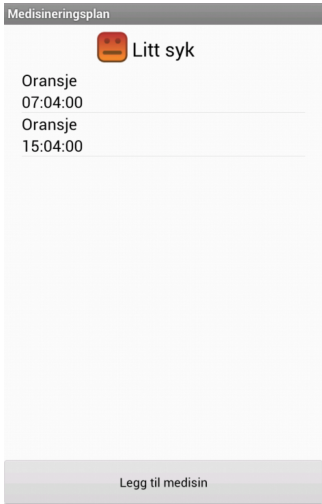 Medisineringsplan
Litt syk
Oransje
07:04:00
Oransje
15:04:00
Legg til medisin